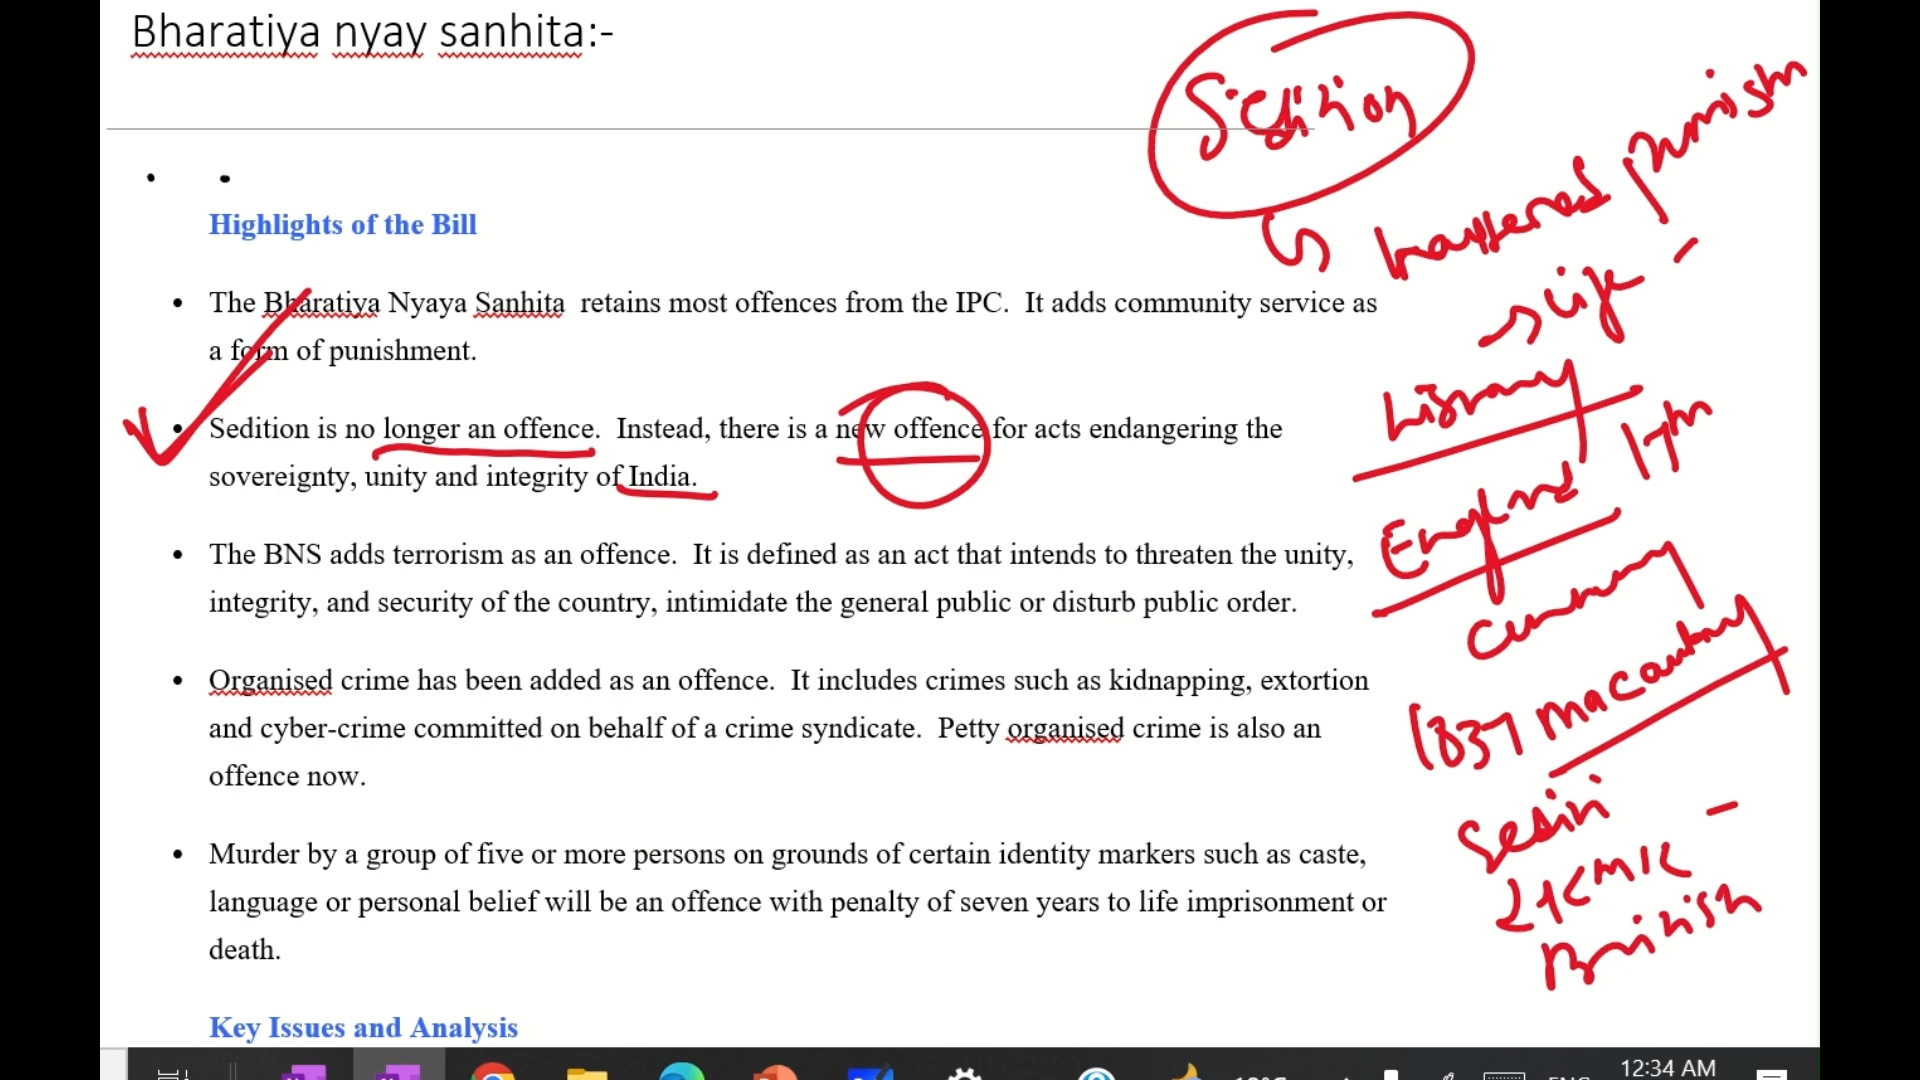 Bharatiya nyay sanhita:-
Sedition
Highlights of the Bill
• The Bharatiya Nyaya Sanhita retains most offences from the IPC. It adds community service as
a form of punishment.
• Sedition is no longer an offence. Instead, there is a new offence for acts endangering the
sovereignty, unity and integrity of India.
• The BNS adds terrorism as an offence. It is defined as an act that intends to threaten the unity,
integrity, and security of the country, intimidate the general public or disturb public order.
• Organised crime has been added as an offence. It includes crimes such as kidnapping, extortion
and cyber-crime committed on behalf of a crime syndicate. Petty organised crime is also an
offence now.
• Murder by a group of five or more persons on grounds of certain identity markers such as caste,
language or personal belief will be an offence with penalty of seven years to life imprisonment or
death.
Key Issues and Analysis
punish
life
History
England 17th
century
1837
British
12:34 AM
ENG